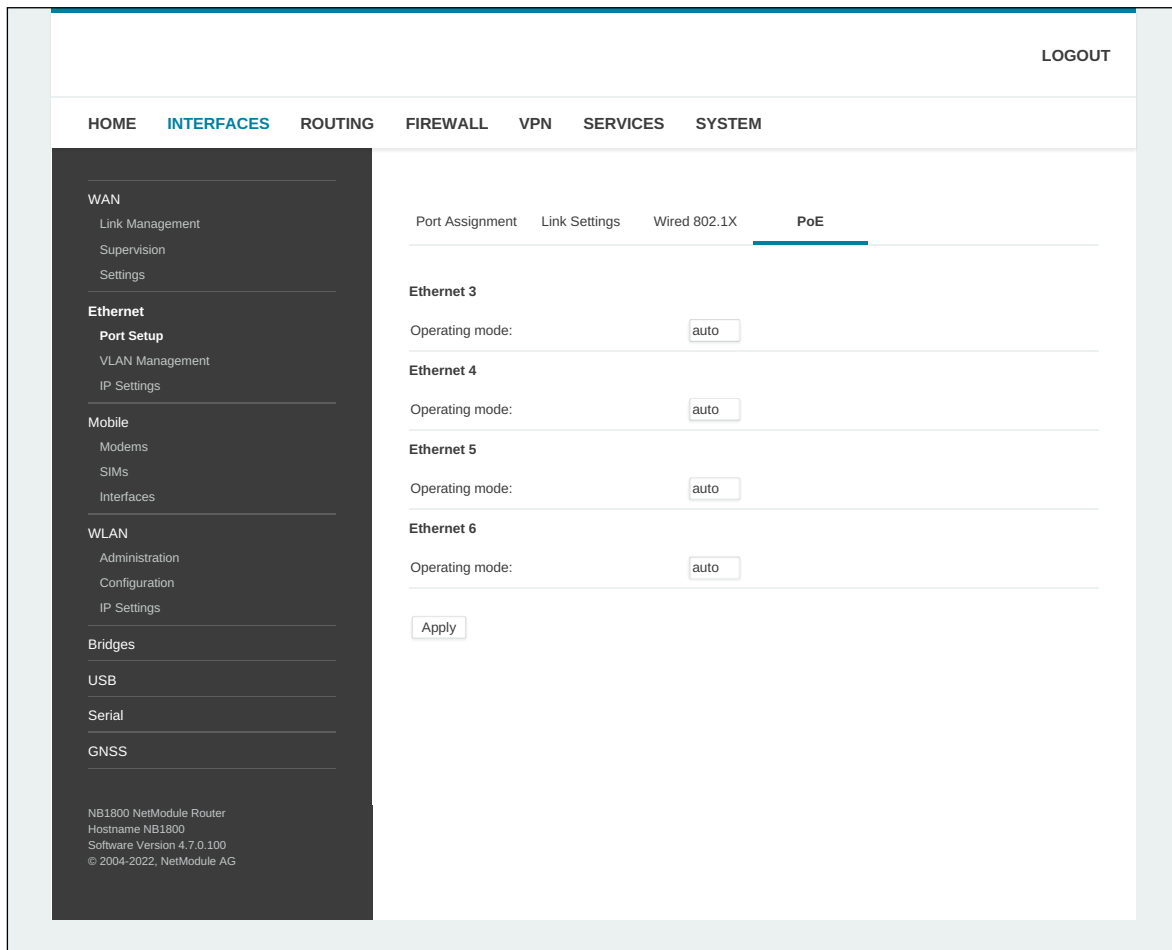 LOGOUT
HOME INTERFACES ROUTING FIREWALL VPN SERVICES SYSTEM
WAN
Link Management
Supervision
Settings
Ethernet
Port Setup
VLAN Management
IP Settings
Mobile
Modems
SIMs
Interfaces
WLAN
Administration
Configuration
IP Settings
Bridges
USB
Serial
GNSS
NB1800 NetModule Router
Hostname NB1800
Software Version 4.7.0.100
© 2004-2022, NetModule AG
Port Assignment Link Settings Wired 802.1X PoE
Ethernet 3
Operating mode: auto
Ethernet 4
Operating mode: auto
Ethernet 5
Operating mode: auto
Ethernet 6
Operating mode: auto
Apply